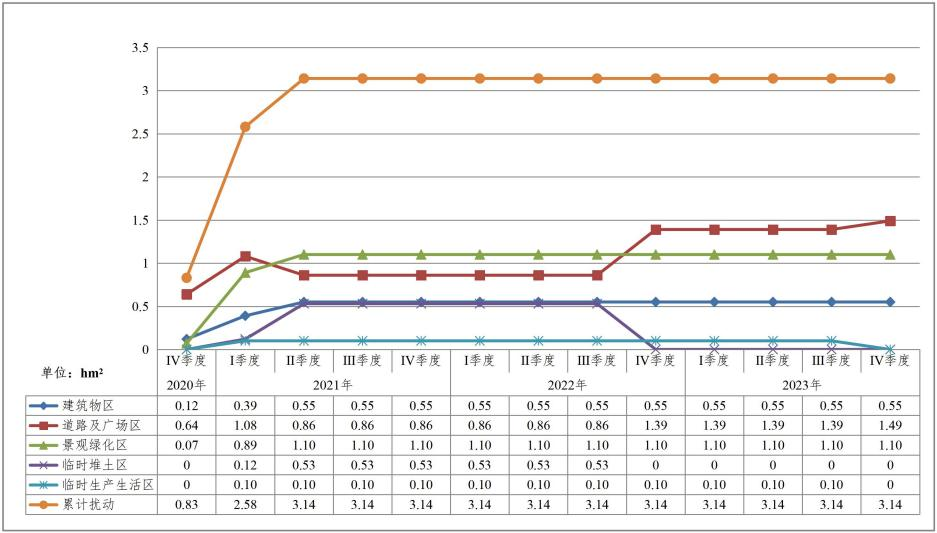 3.5
3
2.5
2
1.5
1
0.5
0
单位：hm²
IV季度 I季度 II季度 III季度 IV季度 I季度 II季度 III季度 IV季度 I季度 II季度 III季度 IV季度
2020年 2021年 2022年 2023年
建筑物区 0.12 0.39 0.55 0.55 0.55 0.55 0.55 0.55 0.55 0.55 0.55 0.55 0.55
道路及广场区 0.64 1.08 0.86 0.86 0.86 0.86 0.86 0.86 1.39 1.39 1.39 1.39 1.49
景观绿化区 0.07 0.89 1.10 1.10 1.10 1.10 1.10 1.10 1.10 1.10 1.10 1.10 1.10
临时堆土区 0 0.12 0.53 0.53 0.53 0.53 0.53 0.53 0 0 0 0 0
临时生产生活区 0 0.10 0.10 0.10 0.10 0.10 0.10 0.10 0.10 0.10 0.10 0.10 0
累计扰动 0.83 2.58 3.14 3.14 3.14 3.14 3.14 3.14 3.14 3.14 3.14 3.14 3.14